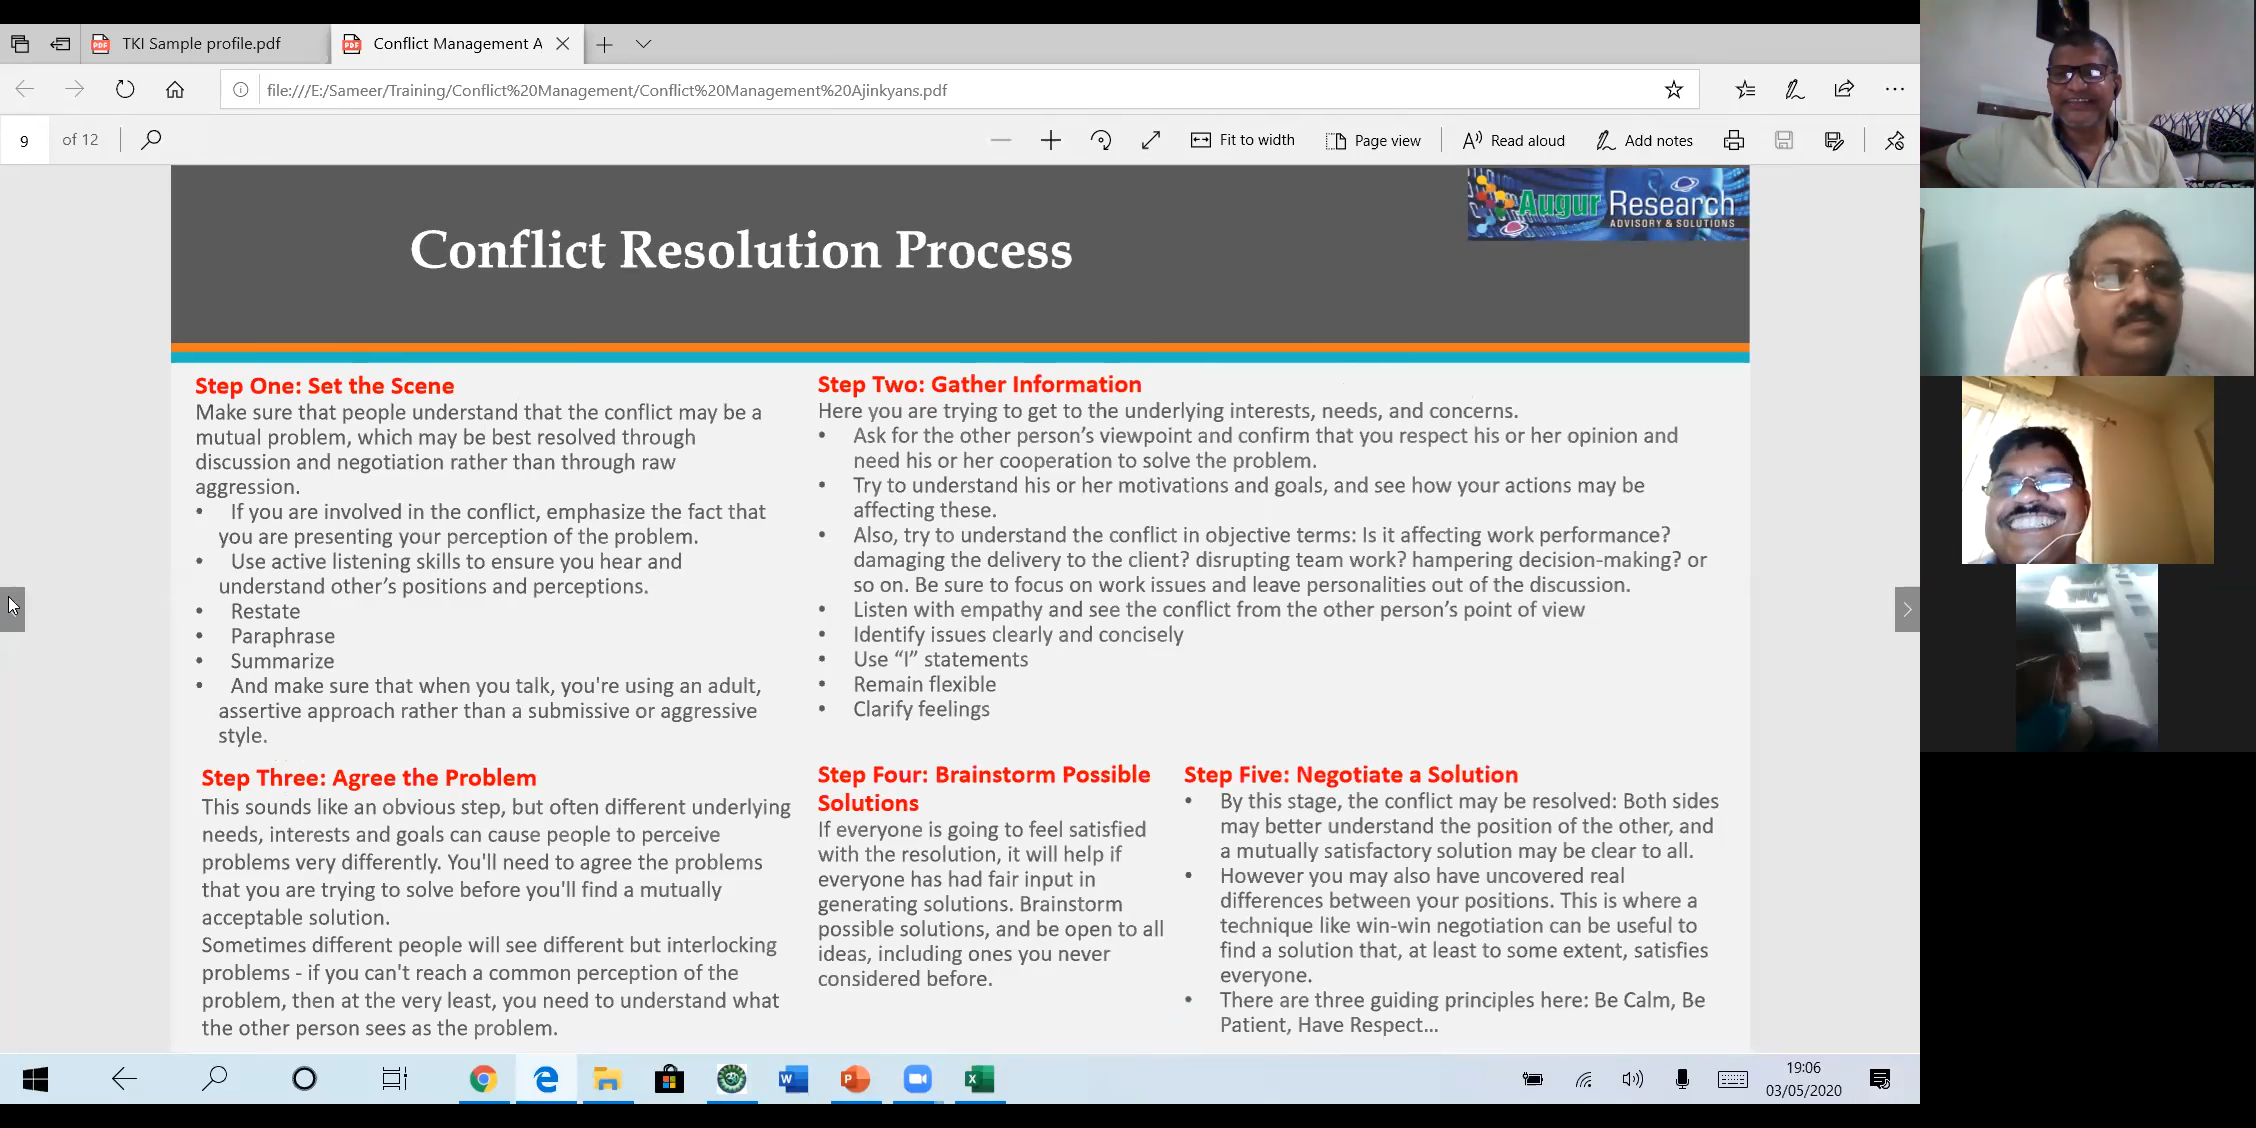 TKI Sample profile.pdf
Conflict Management A
file:///E:/Sameer/Training/Conflict%20Management/Conflict%20Management%20Ajinkyans.pdf
9 of 12
Fit to width
Page view
Read aloud
Add notes
Augur Research
ADVISORY & SOLUTIONS
Conflict Resolution Process
Step One: Set the Scene
Make sure that people understand that the conflict may be a
mutual problem, which may be best resolved through
discussion and negotiation rather than through raw
aggression.
• If you are involved in the conflict, emphasize the fact that
you are presenting your perception of the problem.
• Use active listening skills to ensure you hear and
understand other’s positions and perceptions.
• Restate
• Paraphrase
• Summarize
• And make sure that when you talk, you're using an adult,
assertive approach rather than a submissive or aggressive
style.
Step Two: Gather Information
Here you are trying to get to the underlying interests, needs, and concerns.
• Ask for the other person’s viewpoint and confirm that you respect his or her opinion and
need his or her cooperation to solve the problem.
• Try to understand his or her motivations and goals, and see how your actions may be
affecting these.
• Also, try to understand the conflict in objective terms: Is it affecting work performance?
damaging the delivery to the client? disrupting team work? hampering decision-making? or
so on. Be sure to focus on work issues and leave personalities out of the discussion.
• Listen with empathy and see the conflict from the other person’s point of view
• Identify issues clearly and concisely
• Use “I” statements
• Remain flexible
• Clarify feelings
Step Three: Agree the Problem
This sounds like an obvious step, but often different underlying
needs, interests and goals can cause people to perceive
problems very differently. You'll need to agree the problems
that you are trying to solve before you'll find a mutually
acceptable solution.
Sometimes different people will see different but interlocking
problems - if you can't reach a common perception of the
problem, then at the very least, you need to understand what
the other person sees as the problem.
Step Four: Brainstorm Possible
Solutions
If everyone is going to feel satisfied
with the resolution, it will help if
everyone has had fair input in
generating solutions. Brainstorm
possible solutions, and be open to all
ideas, including ones you never
considered before.
Step Five: Negotiate a Solution
• By this stage, the conflict may be resolved: Both sides
may better understand the position of the other, and
a mutually satisfactory solution may be clear to all.
• However you may also have uncovered real
differences between your positions. This is where a
technique like win-win negotiation can be useful to
find a solution that, at least to some extent, satisfies
everyone.
• There are three guiding principles here: Be Calm, Be
Patient, Have Respect...
19:06
03/05/2020